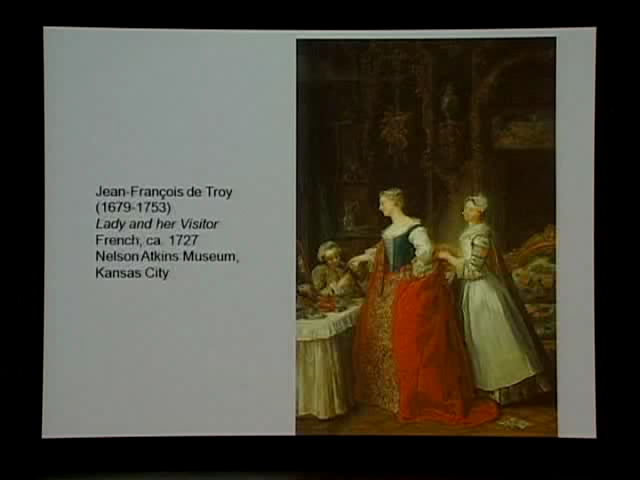 Jean-François de Troy
(1679-1753)
Lady and her Visitor
French, ca. 1727
Nelson Atkins Museum,
Kansas City